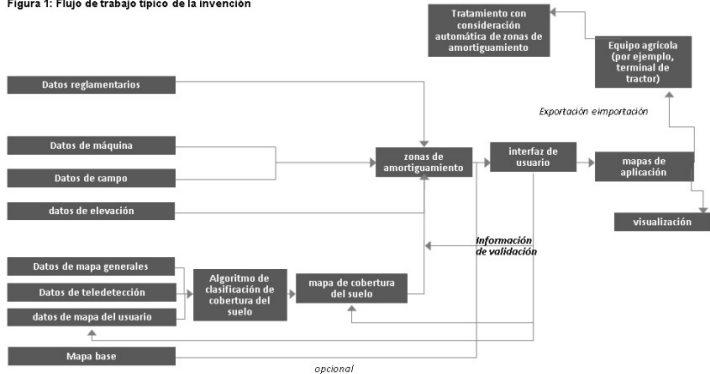 Figura 1: Flujo de trabajo típico de la invención
Tratamiento con
consideración
automática de zonas de
amortiguamiento
Equipo agrícola
(por ejemplo,
terminal de
tractor)
Datos reglamentarios
Exportación eimportación
Datos de máquina
Datos de campo
zonas de
amortiguamiento
interfaz de
usuario
mapas de
aplicación
datos de elevación
visualización
Información
de validación
Datos de mapa generales
Datos de teledetección
datos de mapa del usuario
Algoritmo de
clasificación de
cobertura del
suelo
mapa de cobertura
del suelo
Mapa base
opcional